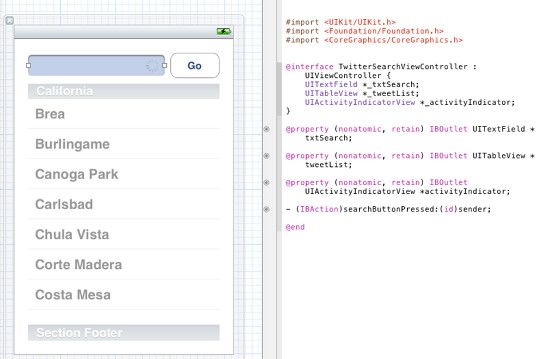 Go
California
Brea
Burlingame
Canoga Park
Carlsbad
Chula Vista
Corte Madera
Costa Mesa
Section Footer
#import <UIKit/UIKit.h>
#import <Foundation/Foundation.h>
#import <CoreGraphics/CoreGraphics.h>
@interface TwitterSearchViewController :
UIViewController {
UITextField *_txtSearch;
UITableView *_tweetList;
UIActivityIndicatorView *_activityIndicator;
}
@property (nonatomic, retain) IBOutlet UITextField *
txtSearch;
@property (nonatomic, retain) IBOutlet UITableView *
tweetList;
@property (nonatomic, retain) IBOutlet
UIActivityIndicatorView *activityIndicator;
- (IBAction)searchButtonPressed:(id)sender;
@end